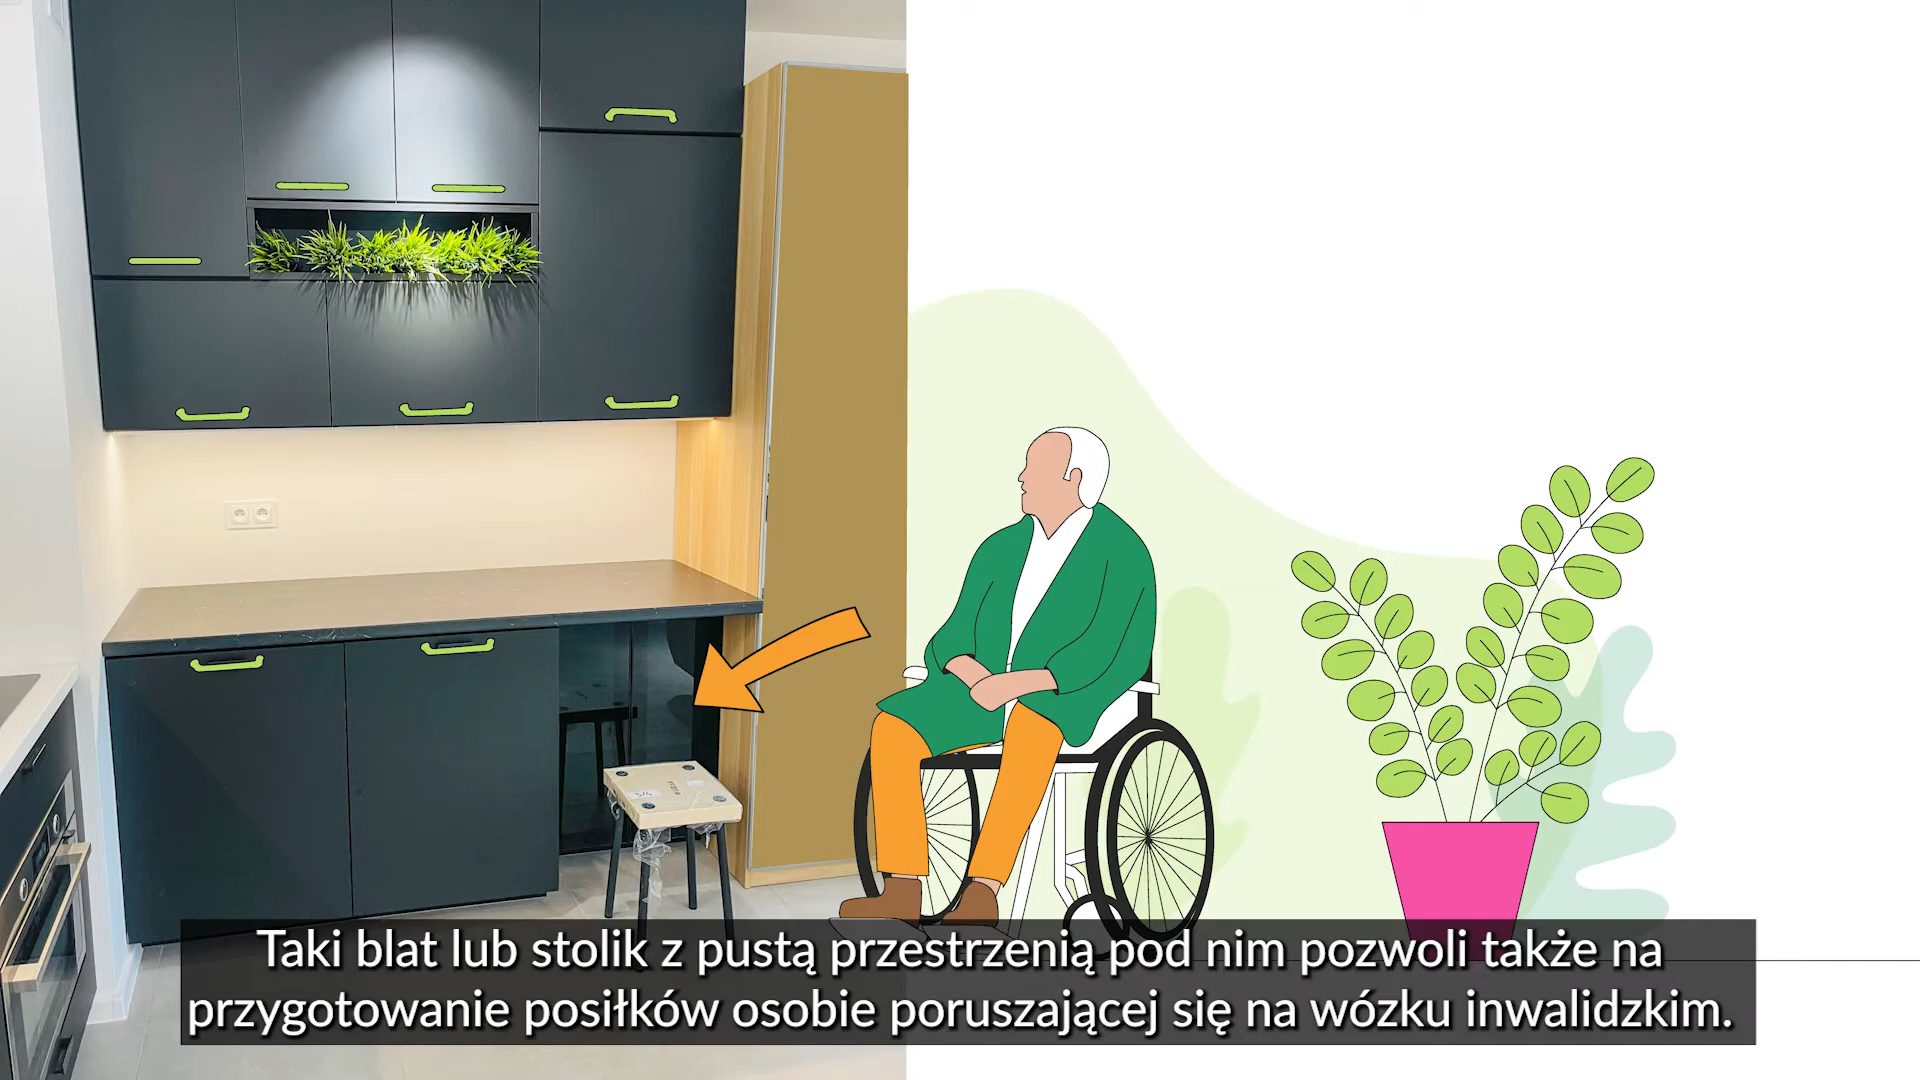 Taki blat lub stolik z pustą przestrzenią pod nim pozwoli także na
przygotowanie posiłków osobie poruszającej się na wózku inwalidzkim.